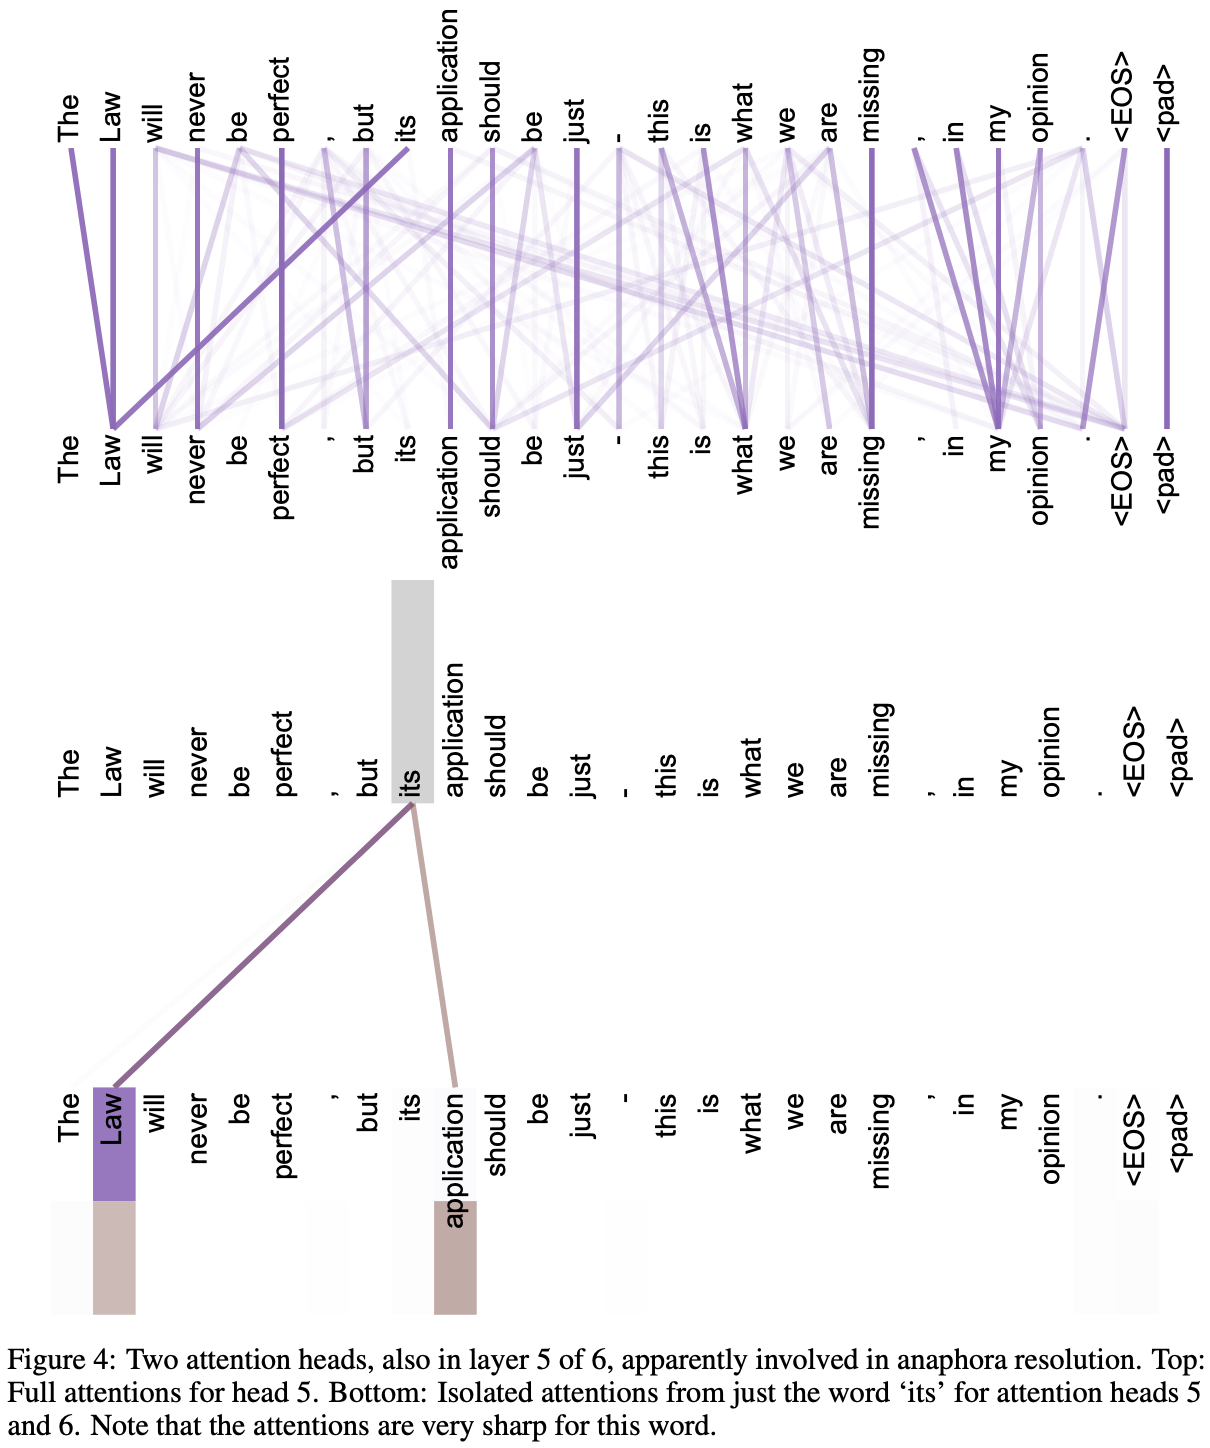 The Law will never be perfect , but its application should be just - this is what we are missing , in my opinion . <EOS> <pad>
The Law will never be perfect , but its application should be just - this is what we are missing , in my opinion . <EOS> <pad>
The Law will never be perfect , but its application should be just - this is what we are missing , in my opinion . <EOS> <pad>
The Law will never be perfect , but its application should be just - this is what we are missing , in my opinion . <EOS> <pad>
Figure 4: Two attention heads, also in layer 5 of 6, apparently involved in anaphora resolution. Top:
Full attentions for head 5. Bottom: Isolated attentions from just the word ‘its’ for attention heads 5
and 6. Note that the attentions are very sharp for this word.